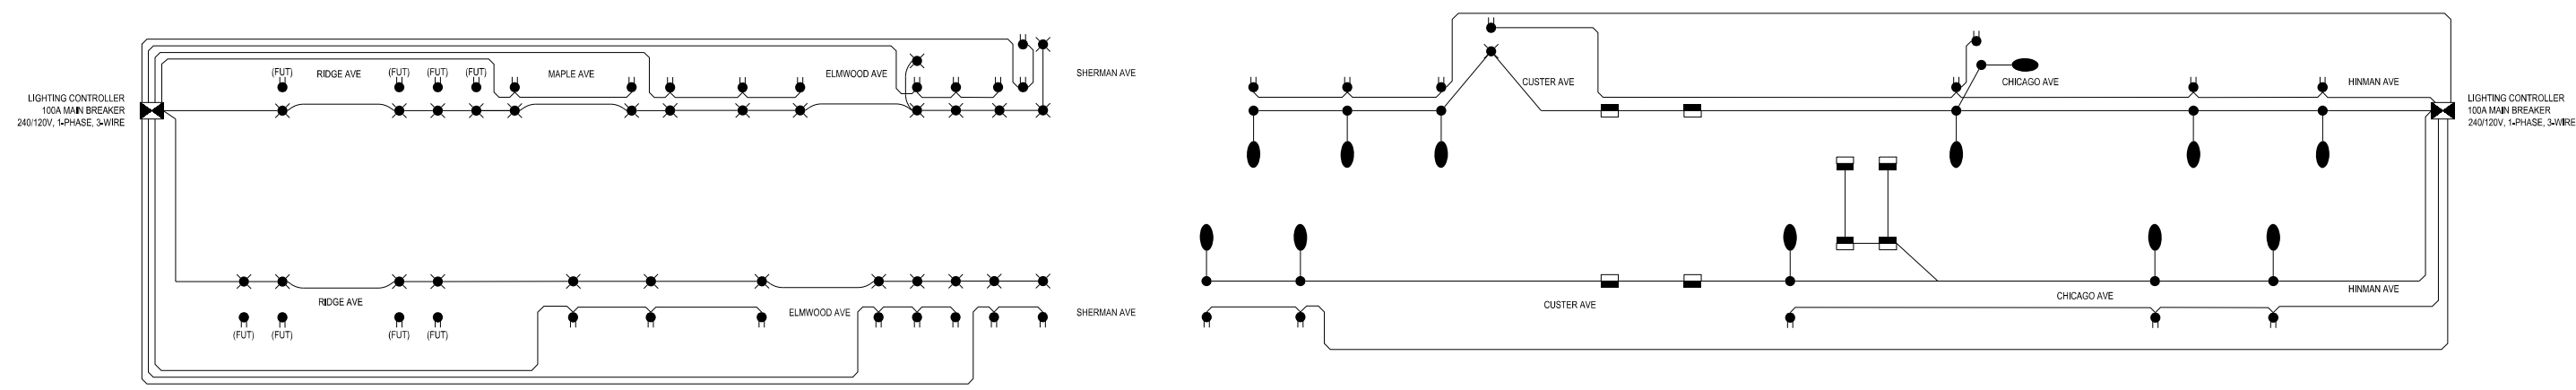 (FUT)
RIDGE AVE
(FUT)
(FUT)
(FUT)
MAPLE AVE
ELMWOOD AVE
SHERMAN AVE
LIGHTING CONTROLLER
100A MAIN BREAKER
240/120V, 1-PHASE, 3-WIRE
RIDGE AVE
ELMWOOD AVE
SHERMAN AVE
(FUT)
(FUT)
(FUT)
(FUT)
CUSTER AVE
CHICAGO AVE
HINMAN AVE
LIGHTING CONTROLLER
100A MAIN BREAKER
240/120V, 1-PHASE, 3-WIRE
CUSTER AVE
CHICAGO AVE
HINMAN AVE